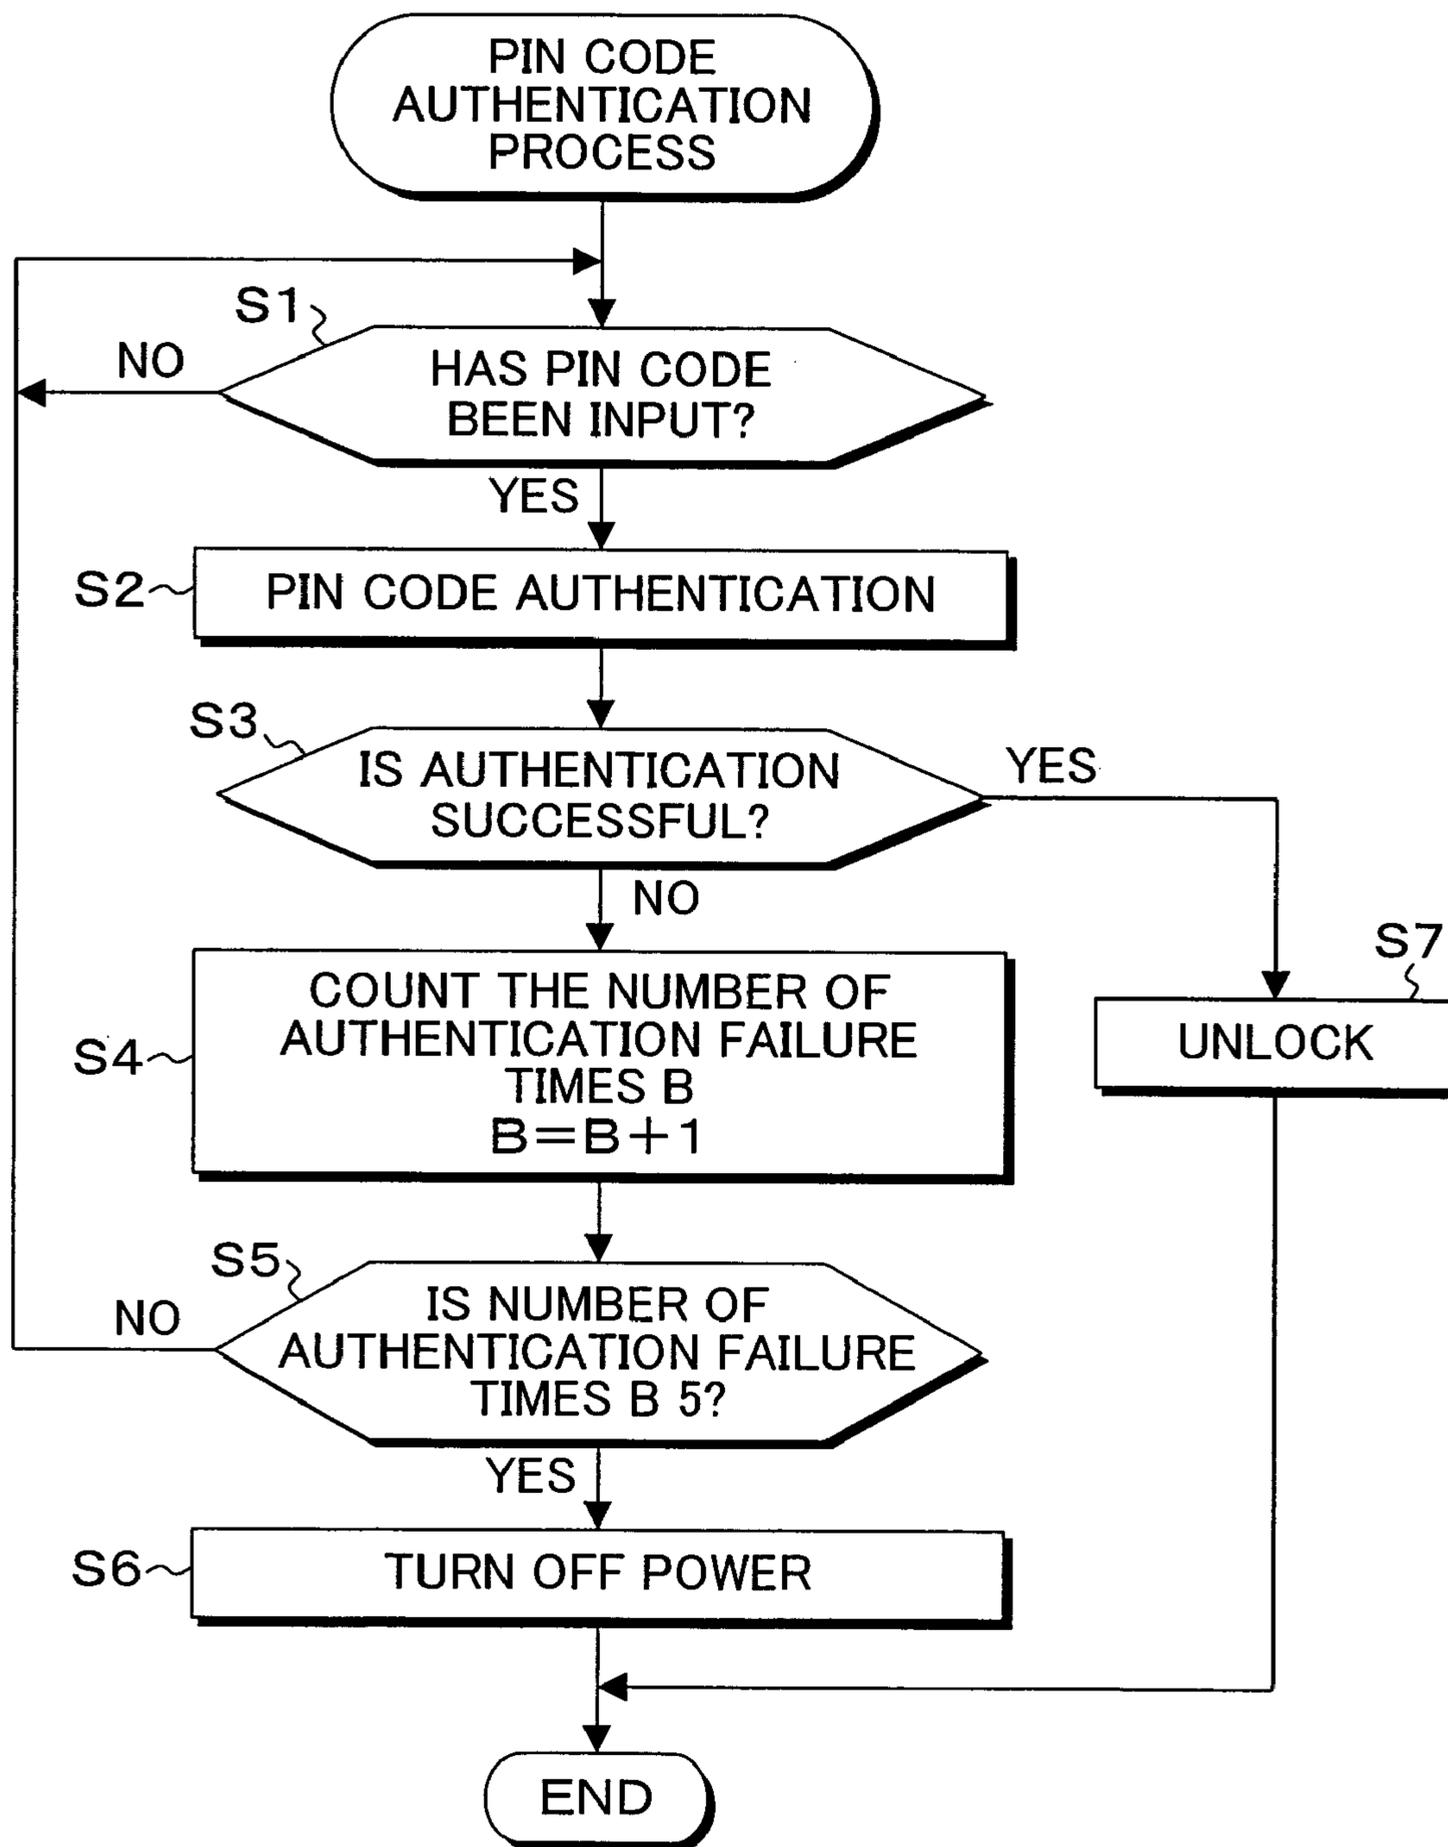 PIN CODE
AUTHENTICATION
PROCESS
S1
NO
HAS PIN CODE
BEEN INPUT?
YES
S2
PIN CODE AUTHENTICATION
S3
IS AUTHENTICATION
SUCCESSFUL?
YES
NO
S7
UNLOCK
S4
COUNT THE NUMBER OF
AUTHENTICATION FAILURE
TIMES B
B=B+1
S5
NO
IS NUMBER OF
AUTHENTICATION FAILURE
TIMES B 5?
YES
S6
TURN OFF POWER
END